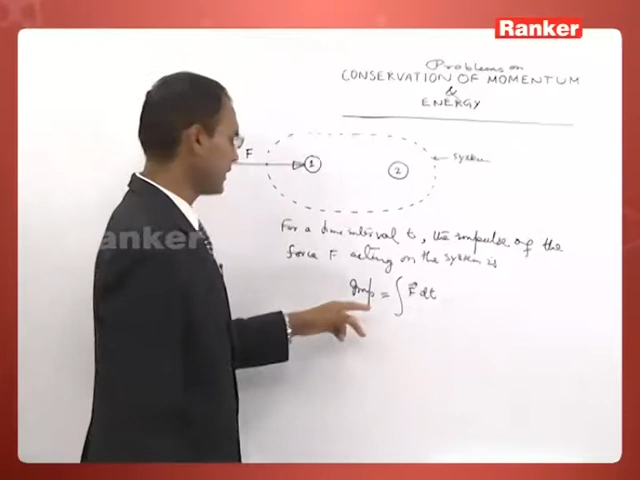 Ranker
Problems on
CONSERVATION OF MOMENTUM
&
ENERGY
F
1
2
system
For a time interval t, the impulse of the
force F acting on the system is
Imp = ∫ F⃗ dt
anker